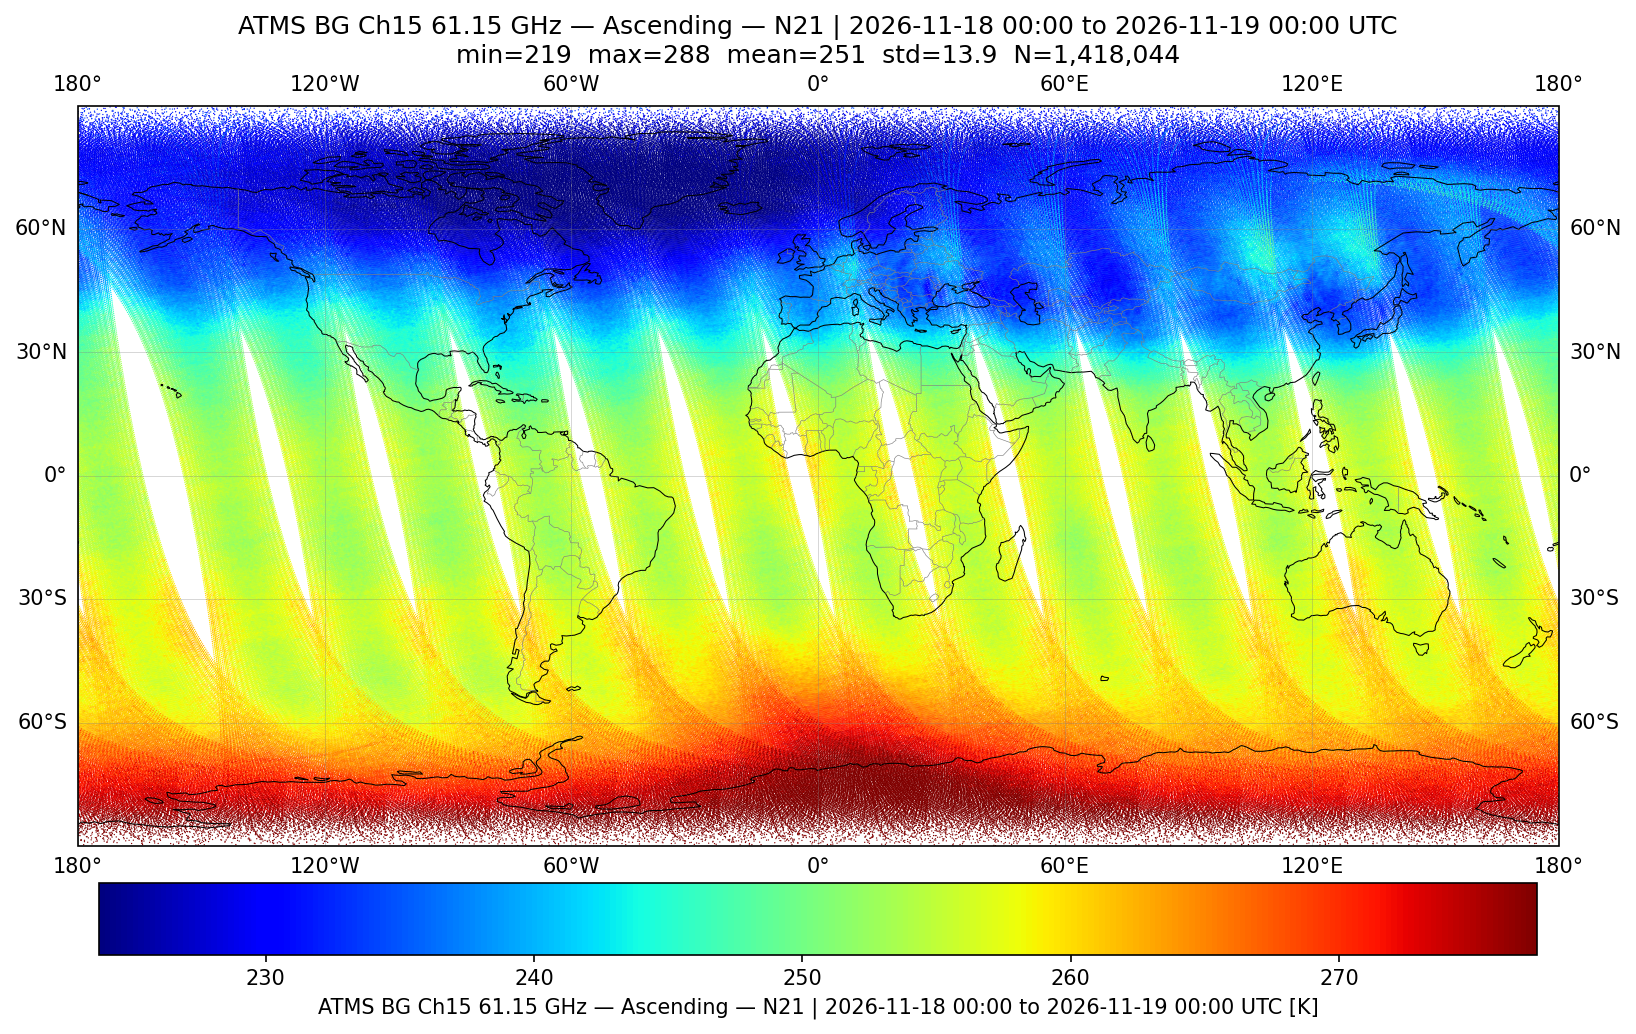 ATMS BG Ch15 61.15 GHz — Ascending — N21 | 2026-11-18 00:00 to 2026-11-19 00:00 UTC
min=219 max=288 mean=251 std=13.9 N=1,418,044
180° 120°W 60°W 0° 60°E 120°E 180°
60°N 60°N
30°N 30°N
0° 0°
30°S 30°S
60°S 60°S
180° 120°W 60°W 0° 60°E 120°E 180°
230 240 250 260 270
ATMS BG Ch15 61.15 GHz — Ascending — N21 | 2026-11-18 00:00 to 2026-11-19 00:00 UTC [K]